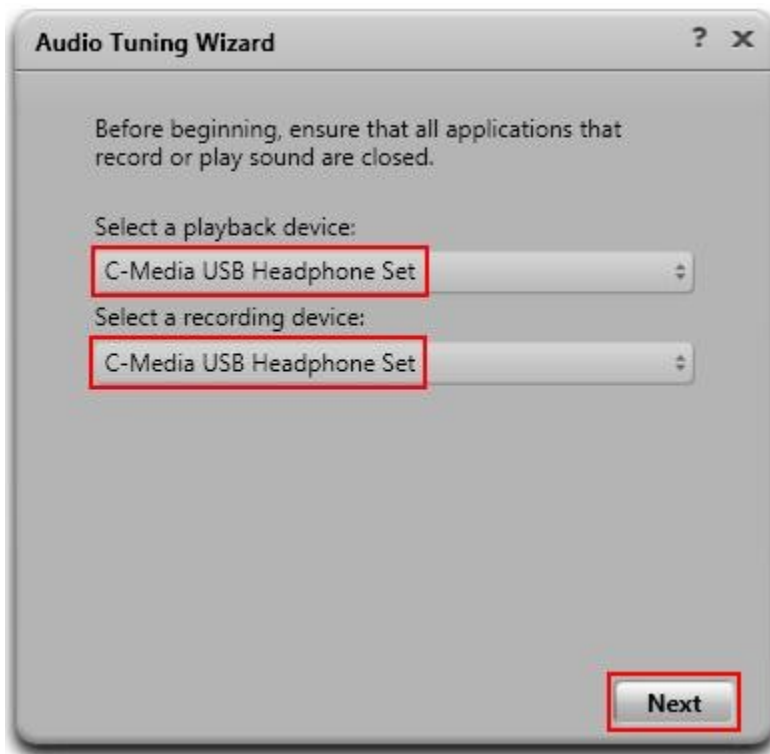 Audio Tuning Wizard ? X
Before beginning, ensure that all applications that
record or play sound are closed.
Select a playback device:
C-Media USB Headphone Set
Select a recording device:
C-Media USB Headphone Set
Next